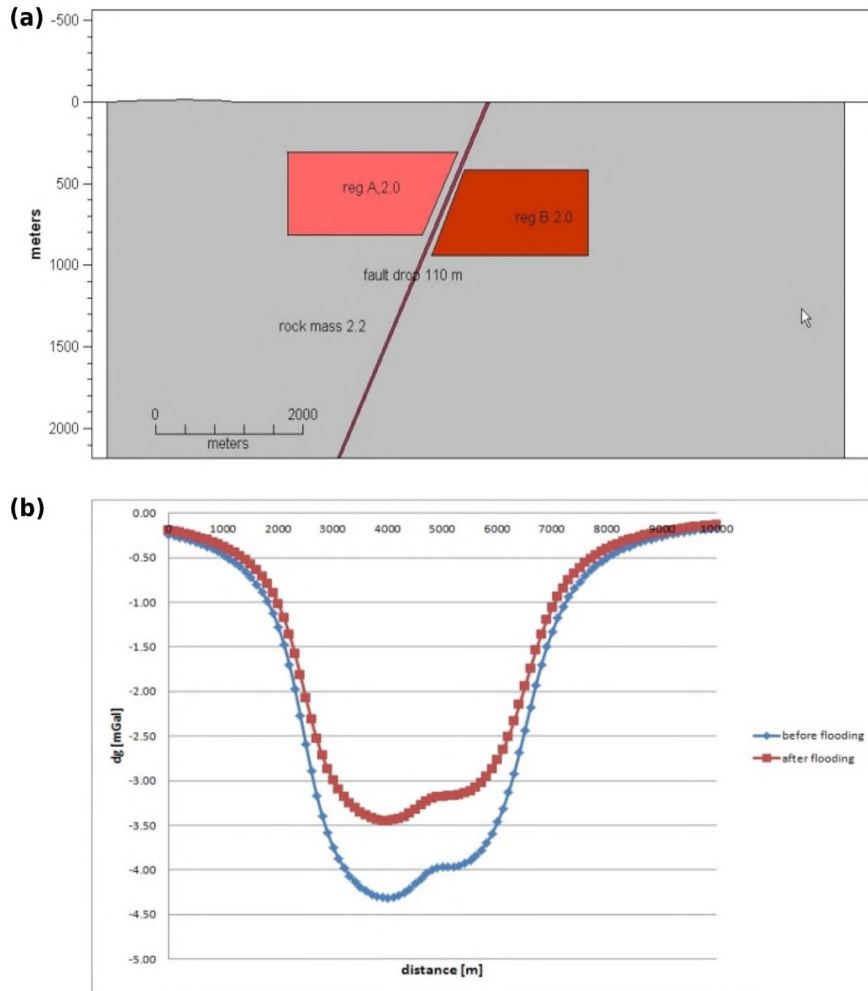 (a)
-500
0
500
1000
1500
2000
meters
reg A,2.0
reg B 2.0
fault drop 110 m
rock mass 2.2
0 2000
meters
(b)
0.00
-0.50
-1.00
-1.50
-2.00
-2.50
-3.00
-3.50
-4.00
-4.50
-5.00
dg [mGal]
0 1000 2000 3000 4000 5000 6000 7000 8000 9000 10000
distance [m]
before flooding
after flooding